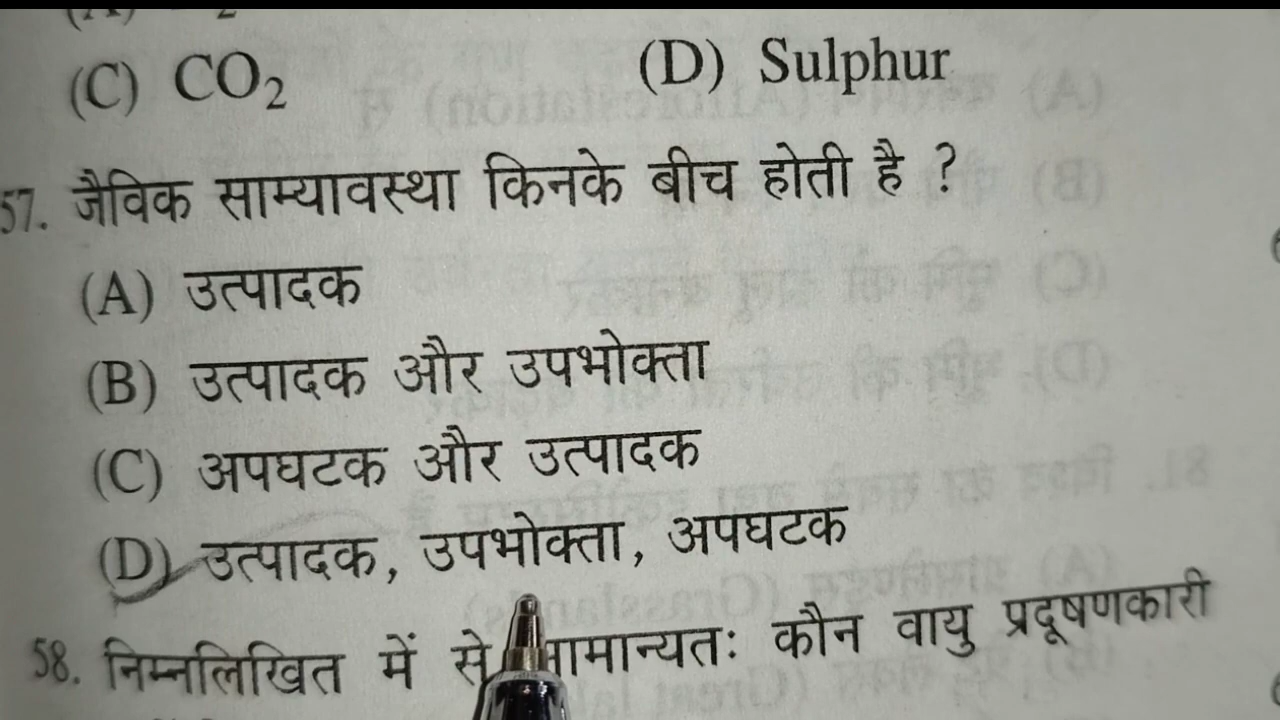 (C) CO₂ (D) Sulphur
57. जैविक साम्यावस्था किनके बीच होती है ?
(A) उत्पादक
(B) उत्पादक और उपभोक्ता
(C) अपघटक और उत्पादक
(D) उत्पादक, उपभोक्ता, अपघटक
58. निम्नलिखित में से कौन वायु प्रदूषणकारी